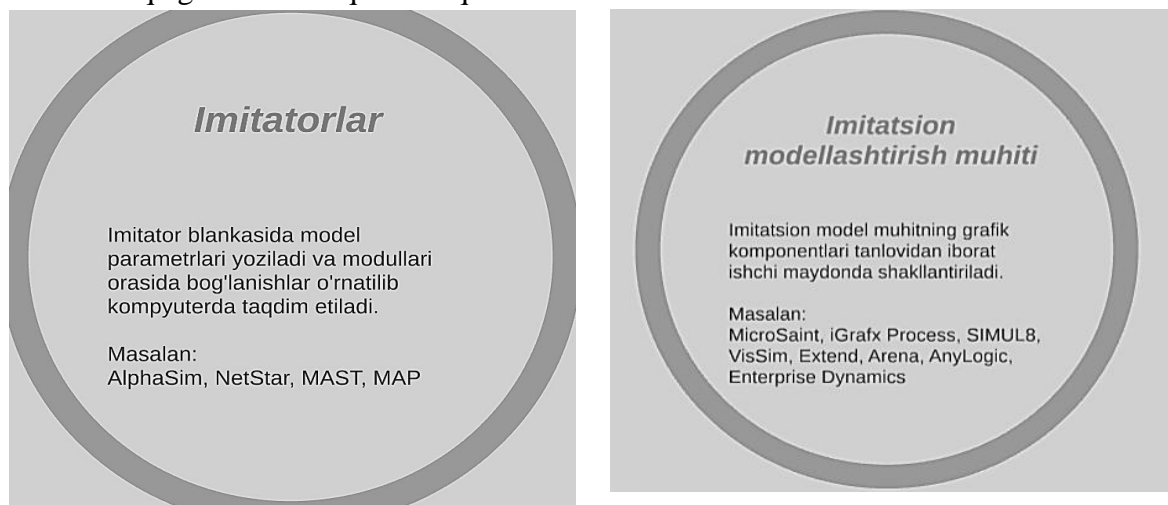 Imitatorlar
Imitator blankasida model
parametrlari yoziladi va modullari
orasida bog'lanishlar o'rnatilib
kompyuterda taqdim etiladi.
Masalan:
AlphaSim, NetStar, MAST, MAP
Imitatsion
modellashtirish muhiti
Imitatsion model muhitning grafik
komponentlari tanlovidan iborat
ishchi maydonda shakllantiriladi.
Masalan:
MicroSaint, iGrafx Process, SIMUL8,
VisSim, Extend, Arena, AnyLogic,
Enterprise Dynamics